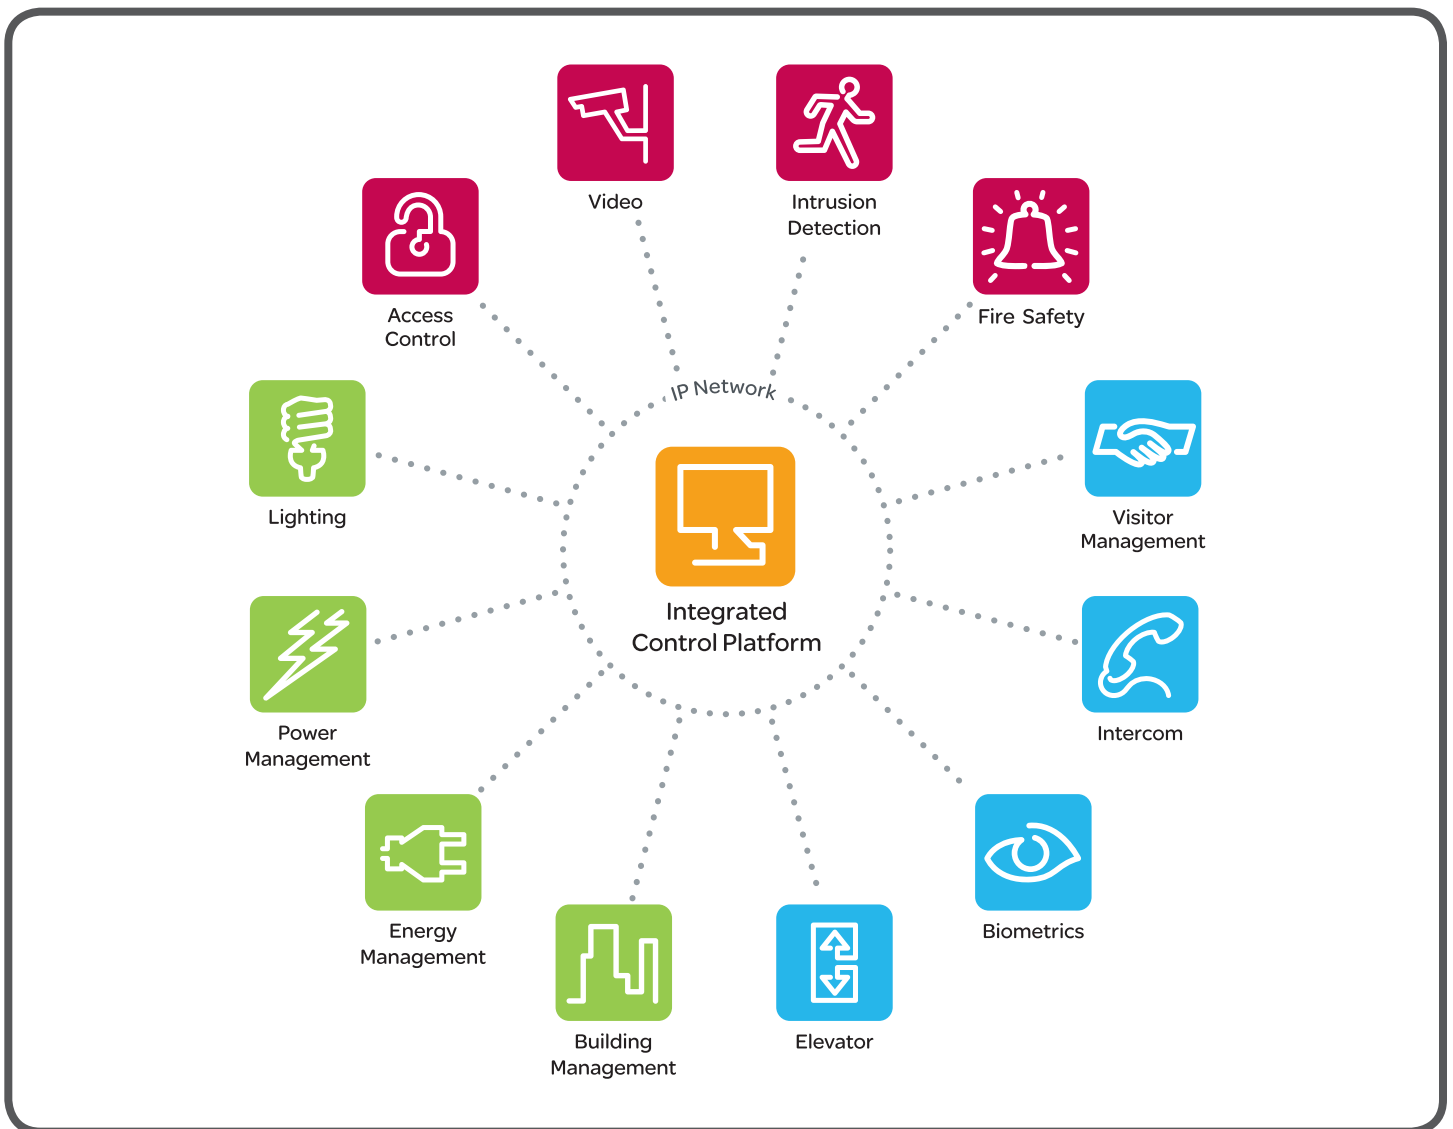 Video
Intrusion
Detection
Access
Control
Fire Safety
IP Network
Lighting
Visitor
Management
Integrated
Control Platform
Power
Management
Intercom
Energy
Management
Biometrics
Building
Management
Elevator